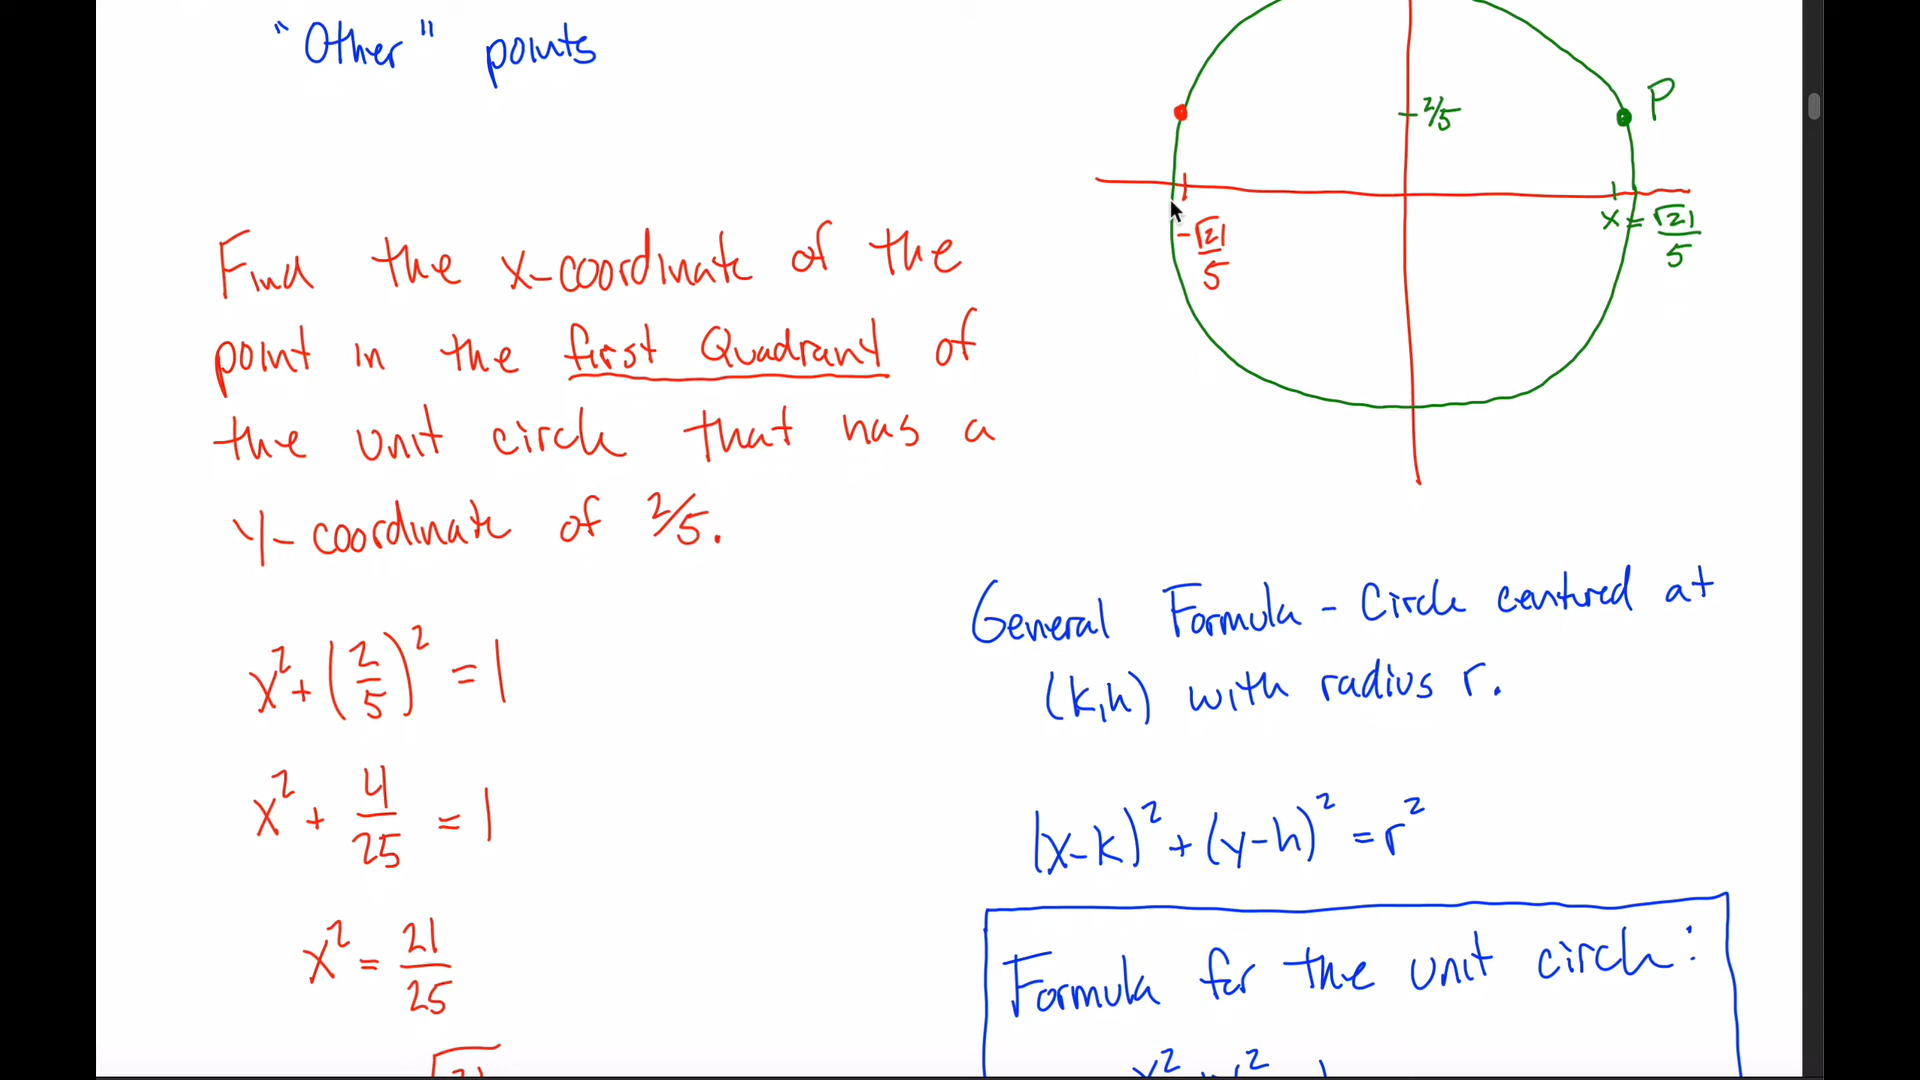 "Other" points
P
2/5
x = √21/5
-√21/5
Find the x-coordinate of the
point in the first Quadrant of
the unit circle that has a
Y-coordinate of 2/5.
x² + (2/5)² = 1
x² + 4/25 = 1
x² = 21/25
General Formula - Circle centured at
(k,h) with radius r.
(x-k)² + (y-h)² = r²
Formula for the unit circle: